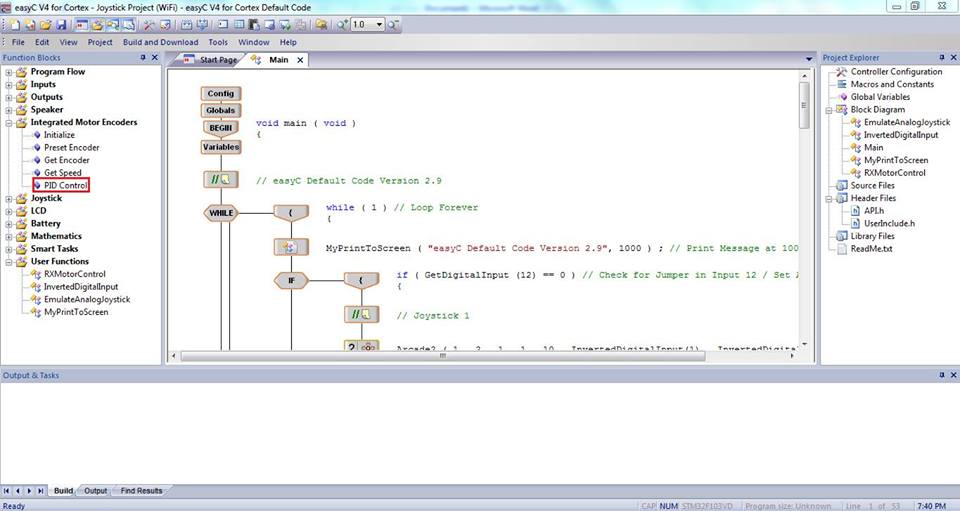 easyC V4 for Cortex - Joystick Project (WiFi) - easyC V4 for Cortex Default Code
1.0
File Edit View Project Build and Download Tools Window Help
Function Blocks
Program Flow
Inputs
Outputs
Speaker
Integrated Motor Encoders
Initialize
Preset Encoder
Get Encoder
Get Speed
PID Control
Joystick
LCD
Battery
Mathematics
Smart Tasks
User Functions
RXMotorControl
InvertedDigitalInput
EmulateAnalogJoystick
MyPrintToScreen
Start Page Main
Config
Globals
BEGIN
void main ( void )
{
Variables
// // easyC Default Code Version 2.9
while ( 1 ) // Loop Forever
WHILE {
{
MyPrintToScreen ( "easyC Default Code Version 2.9", 1000 ) ; // Print Message at 100
if ( GetDigitalInput (12) == 0 ) // Check for Jumper in Input 12 / Set
IF {
{
// // Joystick 1
? Arcade2 ( 1 , 2 , 1 , 1 , 10 , InvertedDigitalInput(1) , InvertedDigital
Project Explorer
Controller Configuration
Macros and Constants
Global Variables
Block Diagram
EmulateAnalogJoystick
InvertedDigitalInput
Main
MyPrintToScreen
RXMotorControl
Source Files
Header Files
API.h
UserInclude.h
Library Files
ReadMe.txt
Output & Tasks
Build Output Find Results
Ready CAP NUM STM32F103VD Program size: Unknown Line 1 of 53 7:40 PM